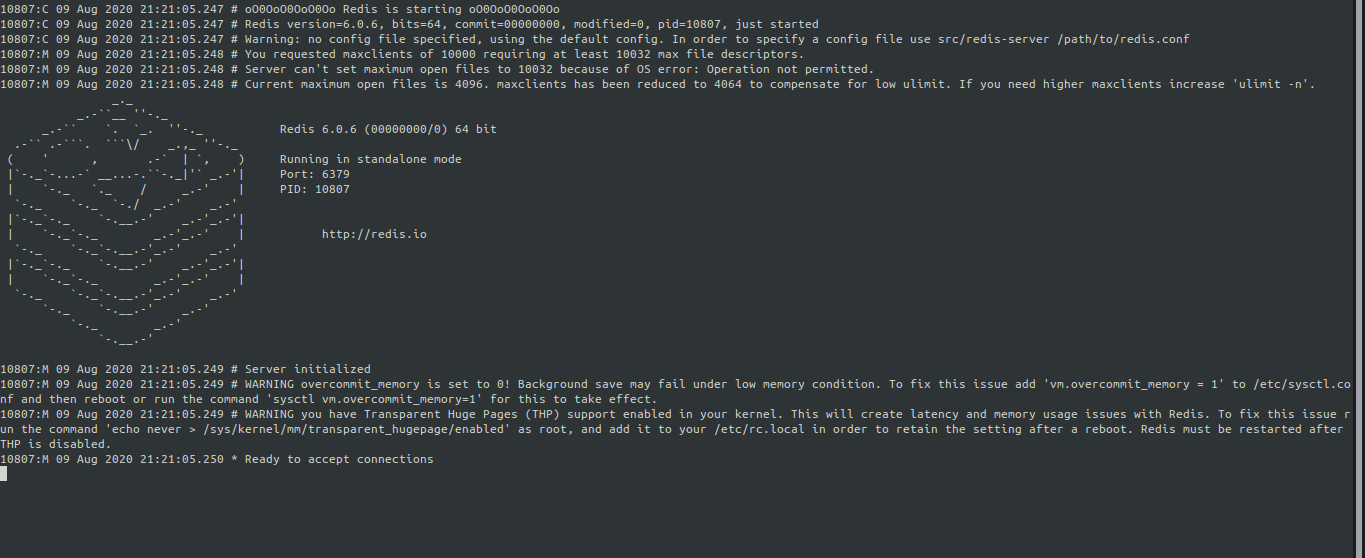 10807:C 09 Aug 2020 21:21:05.247 # oO0OoO0OoO0Oo Redis is starting oO0OoO0OoO0Oo
10807:C 09 Aug 2020 21:21:05.247 # Redis version=6.0.6, bits=64, commit=00000000, modified=0, pid=10807, just started
10807:C 09 Aug 2020 21:21:05.247 # Warning: no config file specified, using the default config. In order to specify a config file use src/redis-server /path/to/redis.conf
10807:M 09 Aug 2020 21:21:05.248 # You requested maxclients of 10000 requiring at least 10032 max file descriptors.
10807:M 09 Aug 2020 21:21:05.248 # Server can't set maximum open files to 10032 because of OS error: Operation not permitted.
10807:M 09 Aug 2020 21:21:05.248 # Current maximum open files is 4096. maxclients has been reduced to 4064 to compensate for low ulimit. If you need higher maxclients increase 'ulimit -n'.
Redis 6.0.6 (00000000/0) 64 bit
Running in standalone mode
Port: 6379
PID: 10807
http://redis.io
10807:M 09 Aug 2020 21:21:05.249 # Server initialized
10807:M 09 Aug 2020 21:21:05.249 # WARNING overcommit_memory is set to 0! Background save may fail under low memory condition. To fix this issue add 'vm.overcommit_memory = 1' to /etc/sysctl.co
nf and then reboot or run the command 'sysctl vm.overcommit_memory=1' for this to take effect.
10807:M 09 Aug 2020 21:21:05.249 # WARNING you have Transparent Huge Pages (THP) support enabled in your kernel. This will create latency and memory usage issues with Redis. To fix this issue r
un the command 'echo never > /sys/kernel/mm/transparent_hugepage/enabled' as root, and add it to your /etc/rc.local in order to retain the setting after a reboot. Redis must be restarted after
THP is disabled.
10807:M 09 Aug 2020 21:21:05.250 * Ready to accept connections